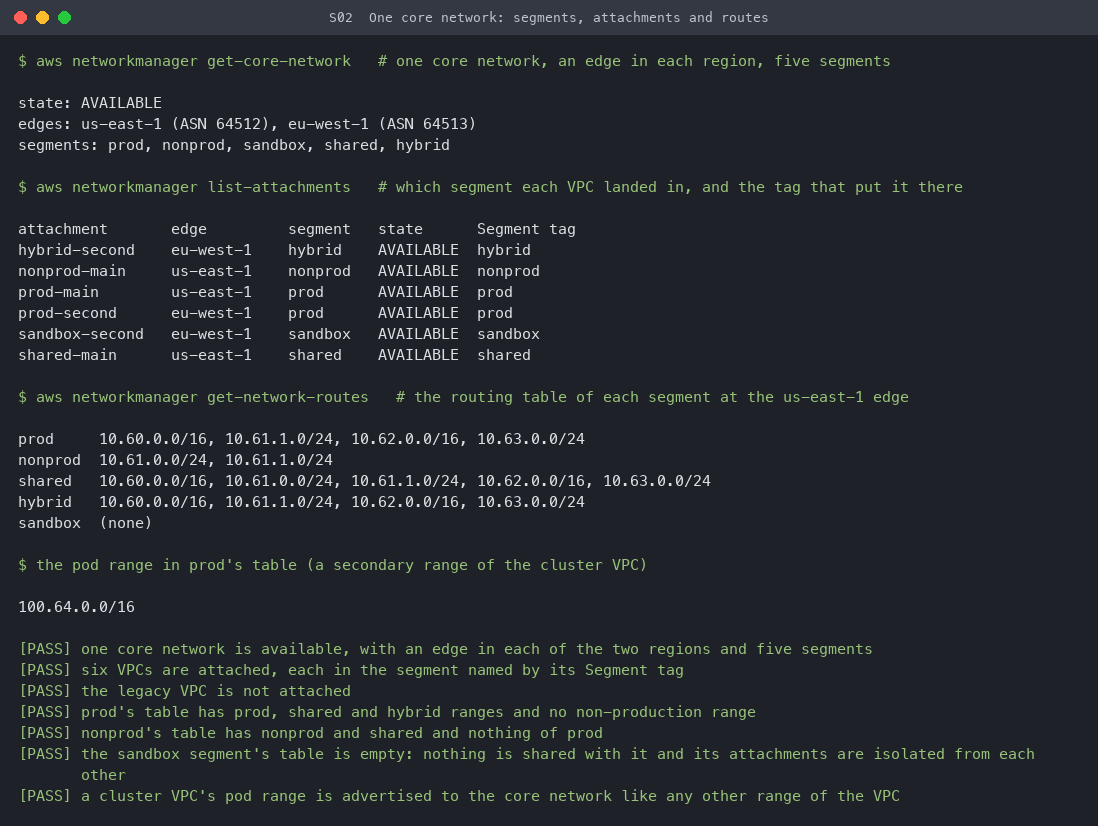 S02  One core network: segments, attachments and routes
$ aws networkmanager get-core-network   # one core network, an edge in each region, five segments
state: AVAILABLE
edges: us-east-1 (ASN 64512), eu-west-1 (ASN 64513)
segments: prod, nonprod, sandbox, shared, hybrid
$ aws networkmanager list-attachments   # which segment each VPC landed in, and the tag that put it there
attachment       edge         segment   state      Segment tag
hybrid-second    eu-west-1    hybrid    AVAILABLE  hybrid
nonprod-main     us-east-1    nonprod   AVAILABLE  nonprod
prod-main        us-east-1    prod      AVAILABLE  prod
prod-second      eu-west-1    prod      AVAILABLE  prod
sandbox-second   eu-west-1    sandbox   AVAILABLE  sandbox
shared-main      us-east-1    shared    AVAILABLE  shared
$ aws networkmanager get-network-routes   # the routing table of each segment at the us-east-1 edge
prod     10.60.0.0/16, 10.61.1.0/24, 10.62.0.0/16, 10.63.0.0/24
nonprod  10.61.0.0/24, 10.61.1.0/24
shared   10.60.0.0/16, 10.61.0.0/24, 10.61.1.0/24, 10.62.0.0/16, 10.63.0.0/24
hybrid   10.60.0.0/16, 10.61.1.0/24, 10.62.0.0/16, 10.63.0.0/24
sandbox  (none)
$ the pod range in prod's table (a secondary range of the cluster VPC)
100.64.0.0/16
[PASS] one core network is available, with an edge in each of the two regions and five segments
[PASS] six VPCs are attached, each in the segment named by its Segment tag
[PASS] the legacy VPC is not attached
[PASS] prod's table has prod, shared and hybrid ranges and no non-production range
[PASS] nonprod's table has nonprod and shared and nothing of prod
[PASS] the sandbox segment's table is empty: nothing is shared with it and its attachments are isolated from each
other
[PASS] a cluster VPC's pod range is advertised to the core network like any other range of the VPC